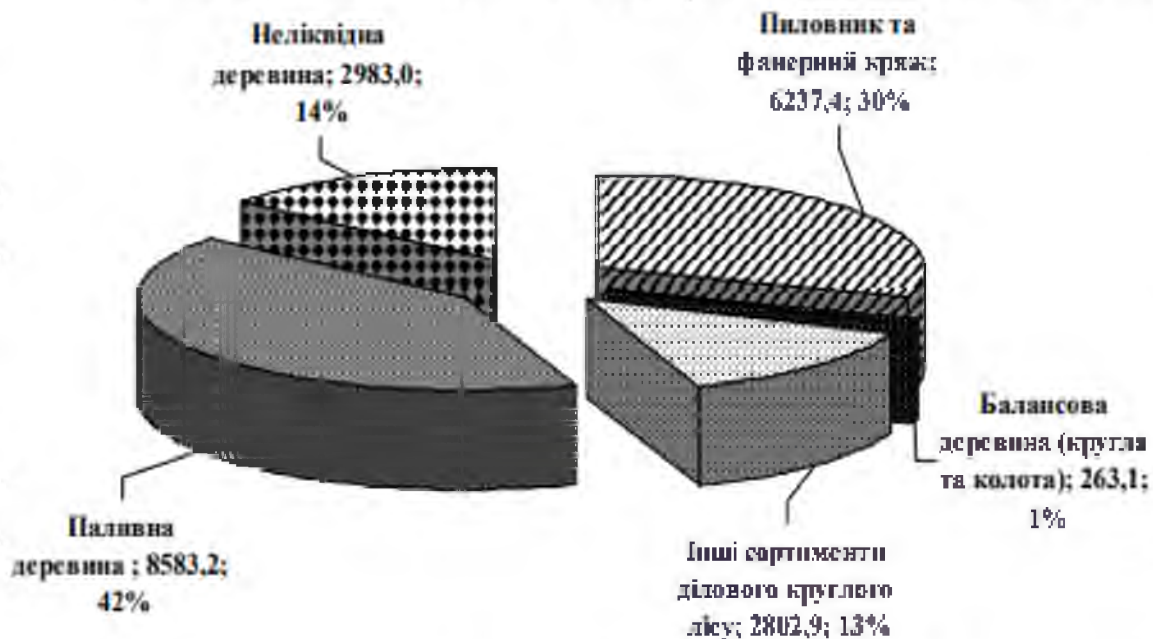 Неліквідна
деревина; 2983,0;
14%
Пиловник та
фанерний кряж;
6237,4; 30%
Балансова
деревина (кругла
та колота); 263,1;
1%
Інші сортименти
ділового круглого
лісу; 2802,9; 13%
Паливна
деревина ; 8583,2;
42%